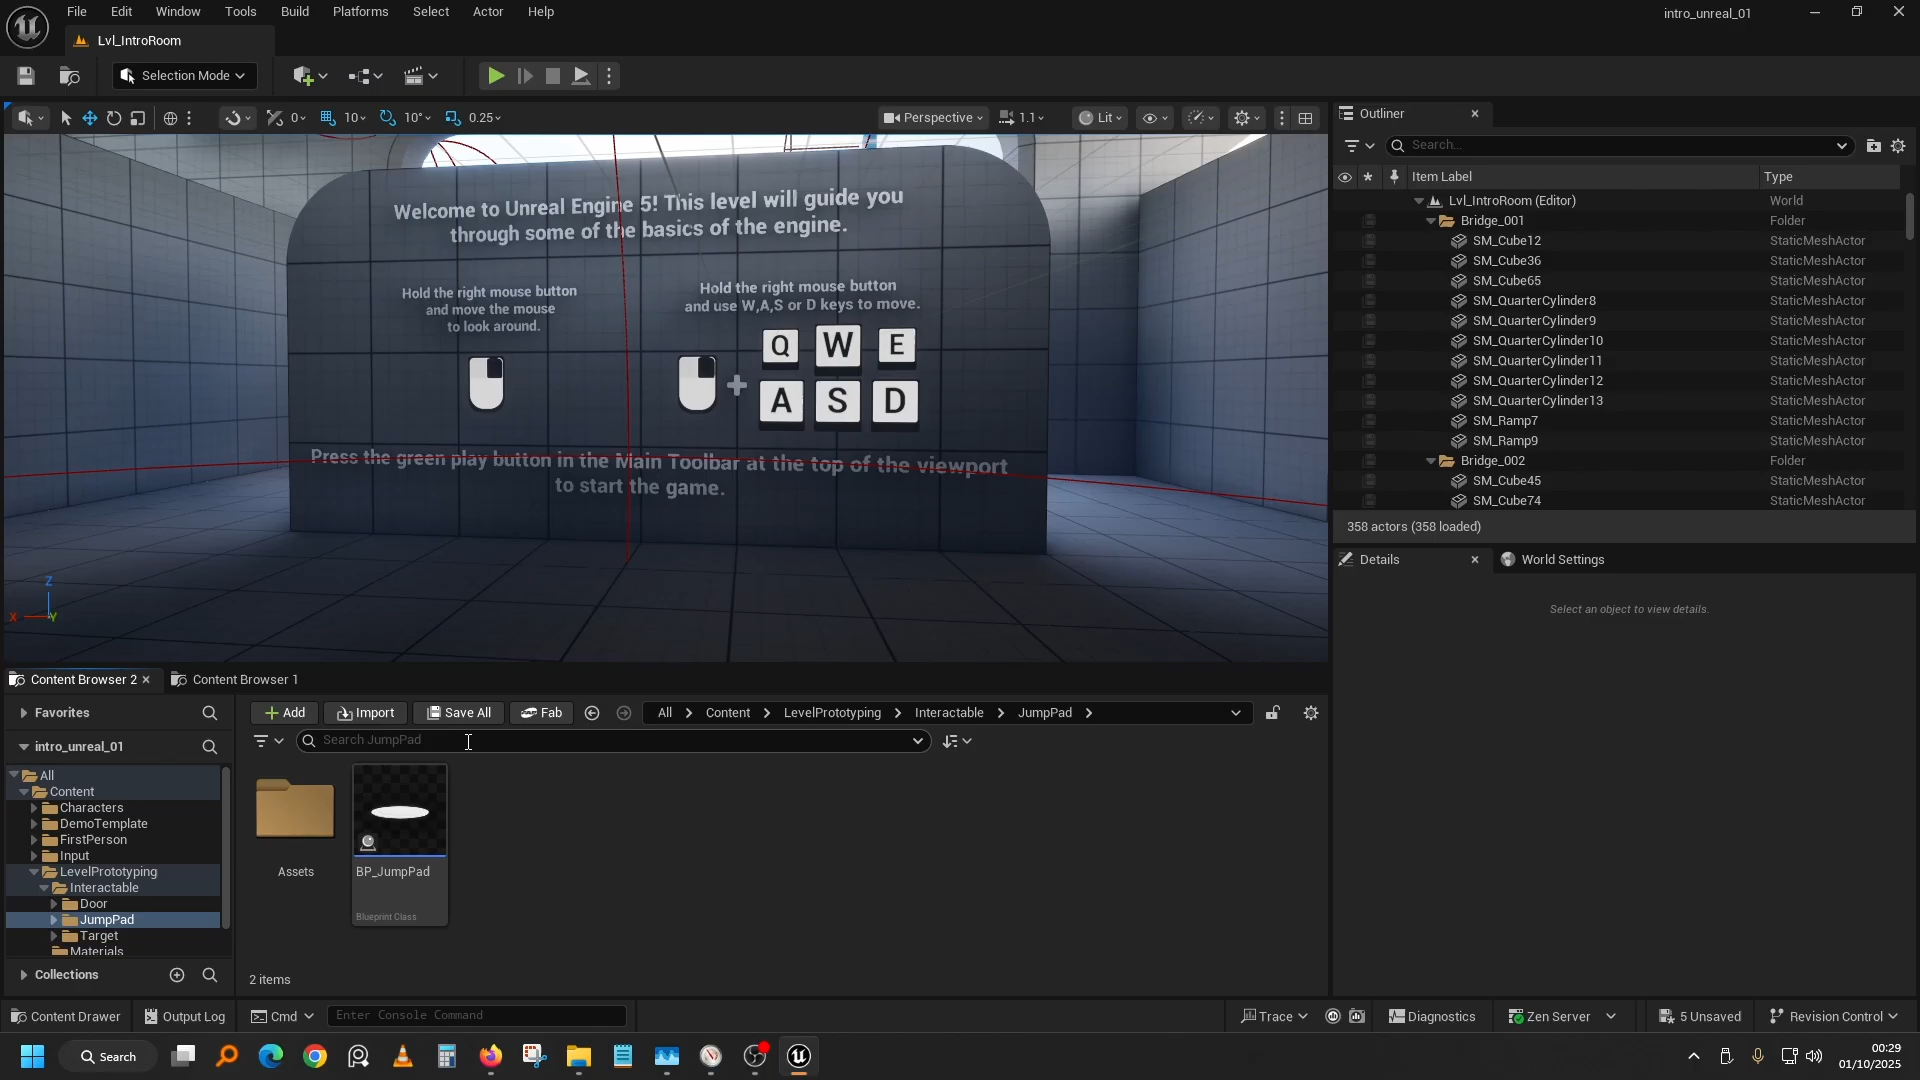 File Edit Window Tools Build Platforms Select Actor Help
intro_unreal_01
Lvl_IntroRoom
Selection Mode
0 10 10° 0.25
Perspective 1.1 Lit
Welcome to Unreal Engine 5! This level will guide you
through some of the basics of the engine.
Hold the right mouse button
and move the mouse
to look around.
Hold the right mouse button
and use W,A,S or D keys to move.
Q W E
A S D
Press the green play button in the Main Toolbar at the top of the viewport
to start the game.
Z
X Y
Outliner
Search...
Item Label Type
Lvl_IntroRoom (Editor) World
Bridge_001 Folder
SM_Cube12 StaticMeshActor
SM_Cube36 StaticMeshActor
SM_Cube65 StaticMeshActor
SM_QuarterCylinder8 StaticMeshActor
SM_QuarterCylinder9 StaticMeshActor
SM_QuarterCylinder10 StaticMeshActor
SM_QuarterCylinder11 StaticMeshActor
SM_QuarterCylinder12 StaticMeshActor
SM_QuarterCylinder13 StaticMeshActor
SM_Ramp7 StaticMeshActor
SM_Ramp9 StaticMeshActor
Bridge_002 Folder
SM_Cube45 StaticMeshActor
SM_Cube74 StaticMeshActor
358 actors (358 loaded)
Details World Settings
Select an object to view details.
Content Browser 2 Content Browser 1
Favorites
intro_unreal_01
All
Content
Characters
DemoTemplate
FirstPerson
Input
LevelPrototyping
Interactable
Door
JumpPad
Target
Materials
Collections
Add Import Save All Fab All Content LevelPrototyping Interactable JumpPad
Search JumpPad
Assets
BP_JumpPad
Blueprint Class
2 items
Content Drawer Output Log Cmd Enter Console Command Trace Diagnostics Zen Server 5 Unsaved Revision Control
Search
00:29
01/10/2025